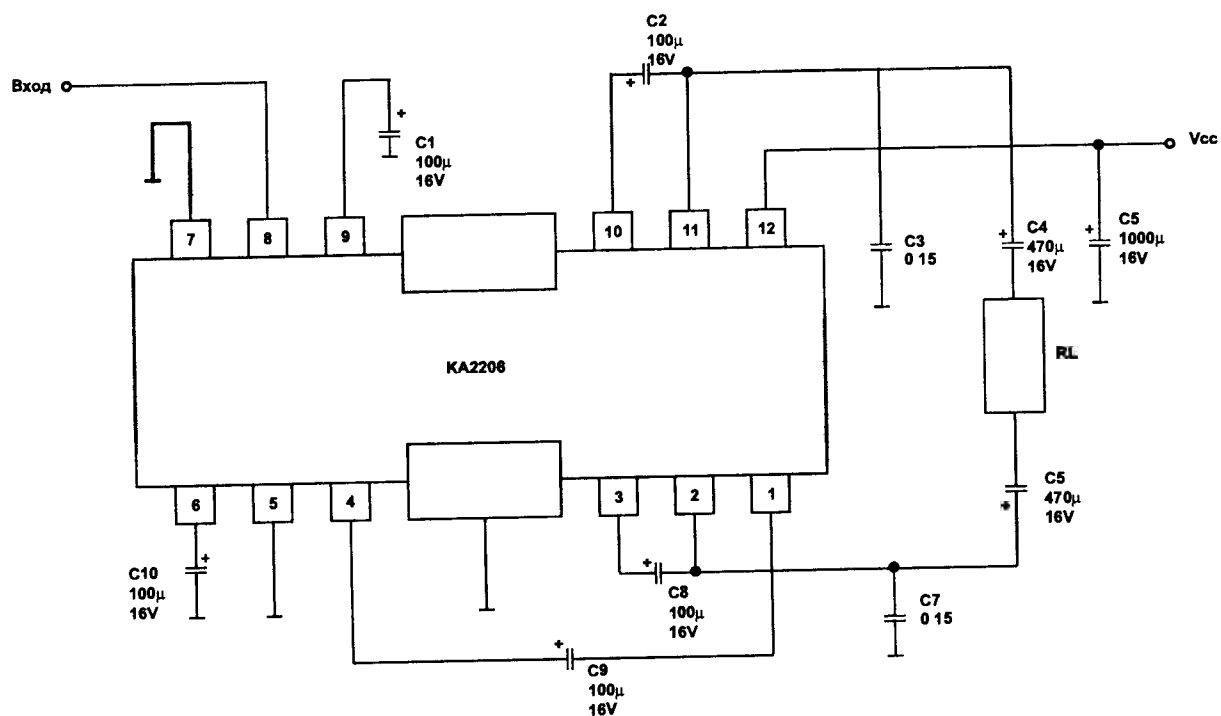 C2
100µ
16V
+
Вход
+
C1
100µ
16V
Vcc
7
8
9
10
11
12
C3
0 15
+
C4
470µ
16V
+
C5
1000µ
16V
KA2206
RL
6
5
4
3
2
1
C5
470µ
16V
+
+
C10
100µ
16V
+
C8
100µ
16V
C7
0 15
+
C9
100µ
16V